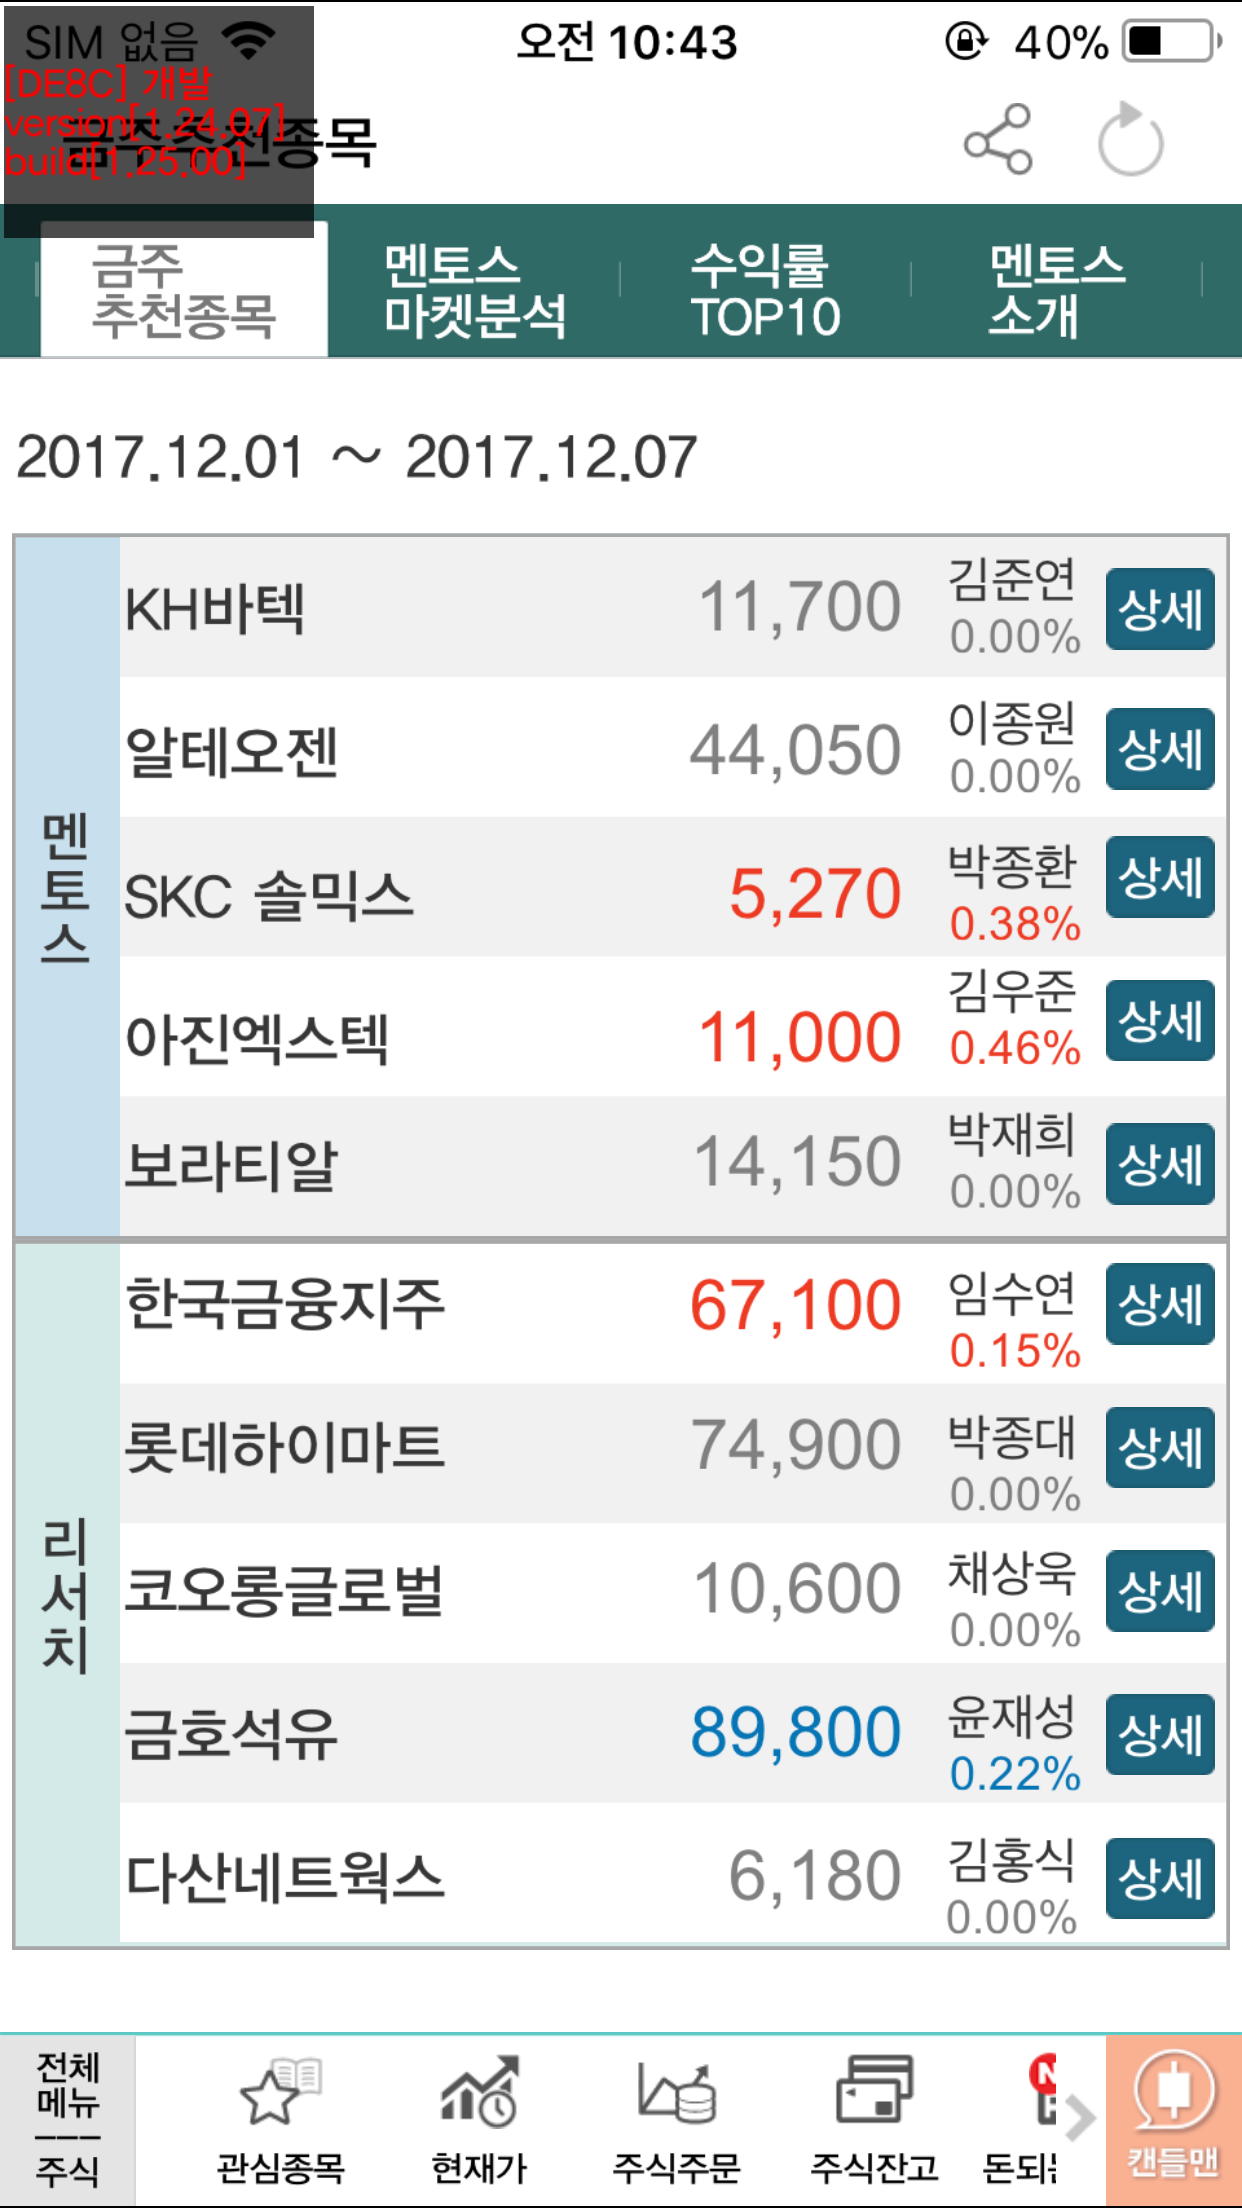 SIM 없음
오전 10:43
40%
[DE8C] 개발
version[1.24.07]
build[1.25.00]
금주추천종목
금주
추천종목
멘토스
마켓분석
수익률
TOP10
멘토스
소개
2017.12.01 ~ 2017.12.07
멘토스
KH바텍 11,700 김준연 0.00% 상세
알테오젠 44,050 이종원 0.00% 상세
SKC 솔믹스 5,270 박종환 0.38% 상세
아진엑스텍 11,000 김우준 0.46% 상세
보라티알 14,150 박재희 0.00% 상세
리서치
한국금융지주 67,100 임수연 0.15% 상세
롯데하이마트 74,900 박종대 0.00% 상세
코오롱글로벌 10,600 채상욱 0.00% 상세
금호석유 89,800 윤재성 0.22% 상세
다산네트웍스 6,180 김홍식 0.00% 상세
전체
메뉴
주식
관심종목
현재가
주식주문
주식잔고
캔들맨